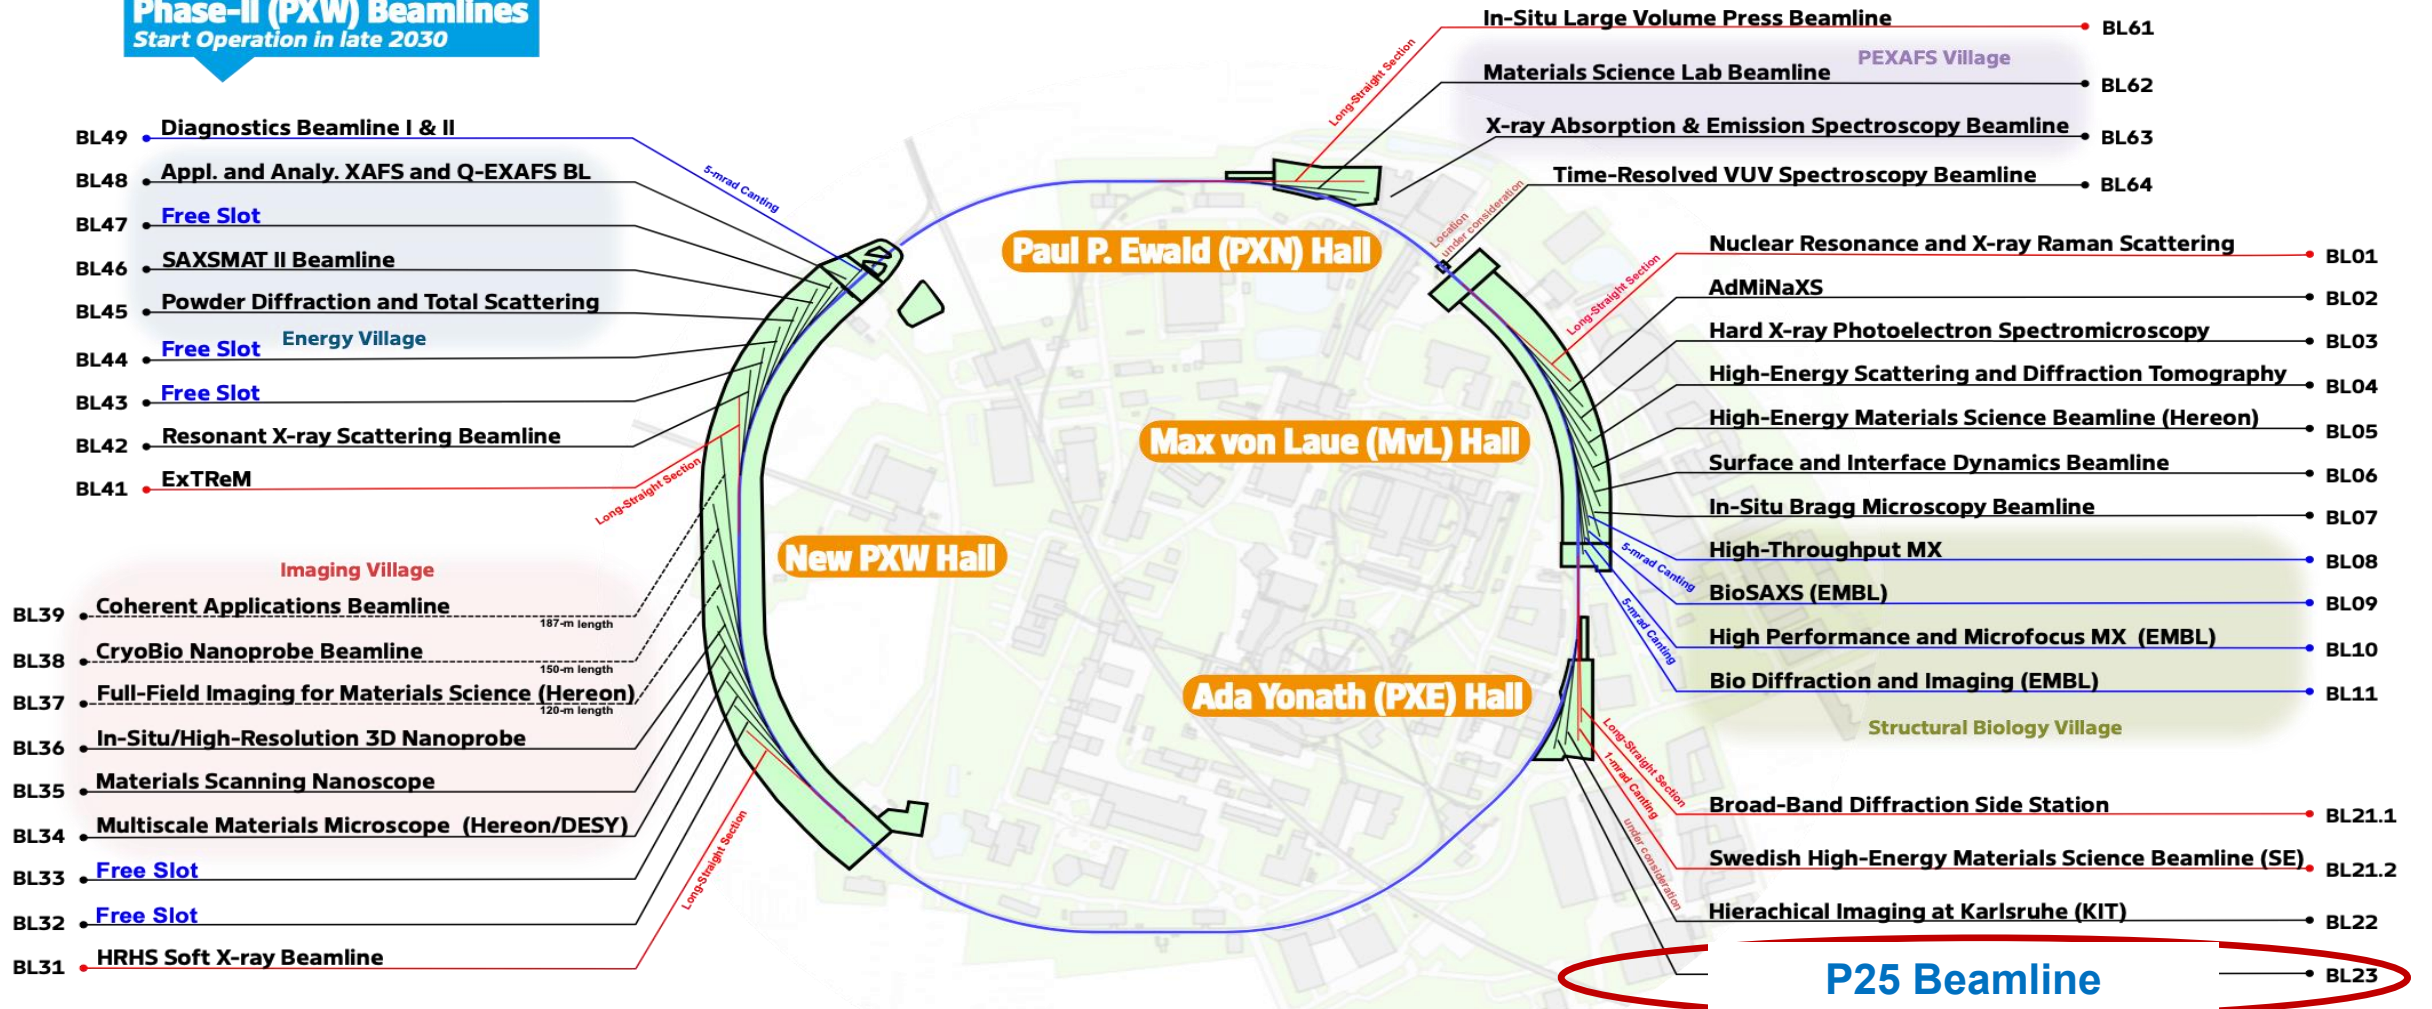 Phase-II (PXW) Beamlines
Start Operation in late 2030
BL49 Diagnostics Beamline I & II
5-mrad Canting
BL48 Appl. and Analy. XAFS and Q-EXAFS BL
BL47 Free Slot
BL46 SAXSMAT II Beamline
BL45 Powder Diffraction and Total Scattering
Energy Village
BL44 Free Slot
BL43 Free Slot
BL42 Resonant X-ray Scattering Beamline
BL41 ExTReM
Long-Straight Section
Imaging Village
BL39 Coherent Applications Beamline
187-m length
BL38 CryoBio Nanoprobe Beamline
150-m length
BL37 Full-Field Imaging for Materials Science (Hereon)
120-m length
BL36 In-Situ/High-Resolution 3D Nanoprobe
BL35 Materials Scanning Nanoscope
BL34 Multiscale Materials Microscope (Hereon/DESY)
BL33 Free Slot
BL32 Free Slot
BL31 HRHS Soft X-ray Beamline
Long-Straight Section
Paul P. Ewald (PXN) Hall
Max von Laue (MvL) Hall
New PXW Hall
Ada Yonath (PXE) Hall
In-Situ Large Volume Press Beamline BL61
Long-Straight Section
PEXAFS Village
Materials Science Lab Beamline BL62
X-ray Absorption & Emission Spectroscopy Beamline BL63
Time-Resolved VUV Spectroscopy Beamline BL64
Location
under consideration
Nuclear Resonance and X-ray Raman Scattering BL01
Long-Straight Section
AdMiNaXS BL02
Hard X-ray Photoelectron Spectromicroscopy BL03
High-Energy Scattering and Diffraction Tomography BL04
High-Energy Materials Science Beamline (Hereon) BL05
Surface and Interface Dynamics Beamline BL06
In-Situ Bragg Microscopy Beamline BL07
High-Throughput MX BL08
5-mrad Canting
BioSAXS (EMBL) BL09
5-mrad Canting
High Performance and Microfocus MX (EMBL) BL10
Bio Diffraction and Imaging (EMBL) BL11
Structural Biology Village
Long-Straight Section
1-mrad Canting
Broad-Band Diffraction Side Station BL21.1
Swedish High-Energy Materials Science Beamline (SE) BL21.2
under consideration
Hierachical Imaging at Karlsruhe (KIT) BL22
P25 Beamline BL23